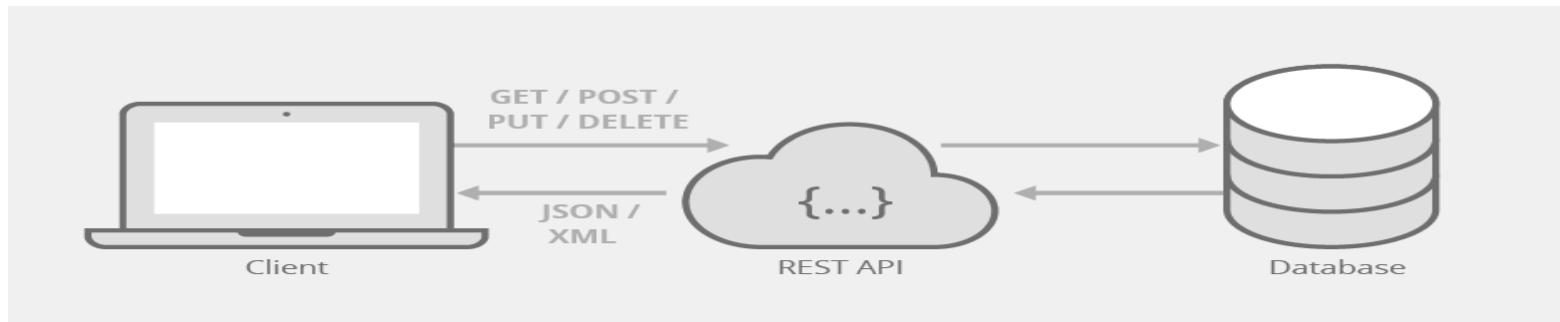 GET / POST /
PUT / DELETE
{...}
JSON /
XML
Client
REST API
Database